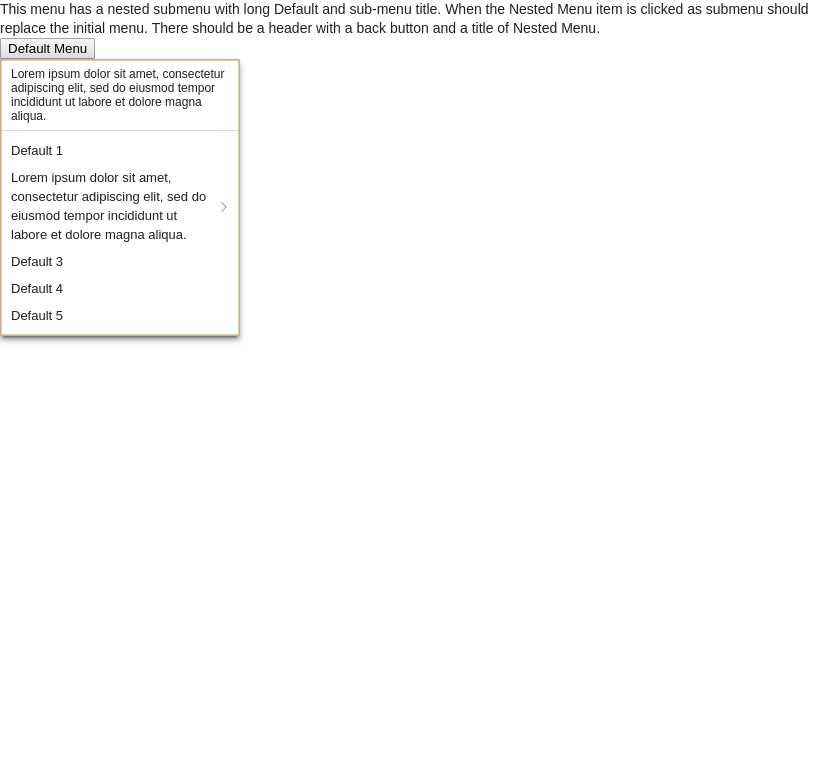 This menu has a nested submenu with long Default and sub-menu title. When the Nested Menu item is clicked as submenu should
replace the initial menu. There should be a header with a back button and a title of Nested Menu.
Default Menu
Lorem ipsum dolor sit amet, consectetur
adipiscing elit, sed do eiusmod tempor
incididunt ut labore et dolore magna
aliqua.
Default 1
Lorem ipsum dolor sit amet,
consectetur adipiscing elit, sed do
eiusmod tempor incididunt ut
labore et dolore magna aliqua.
Default 3
Default 4
Default 5